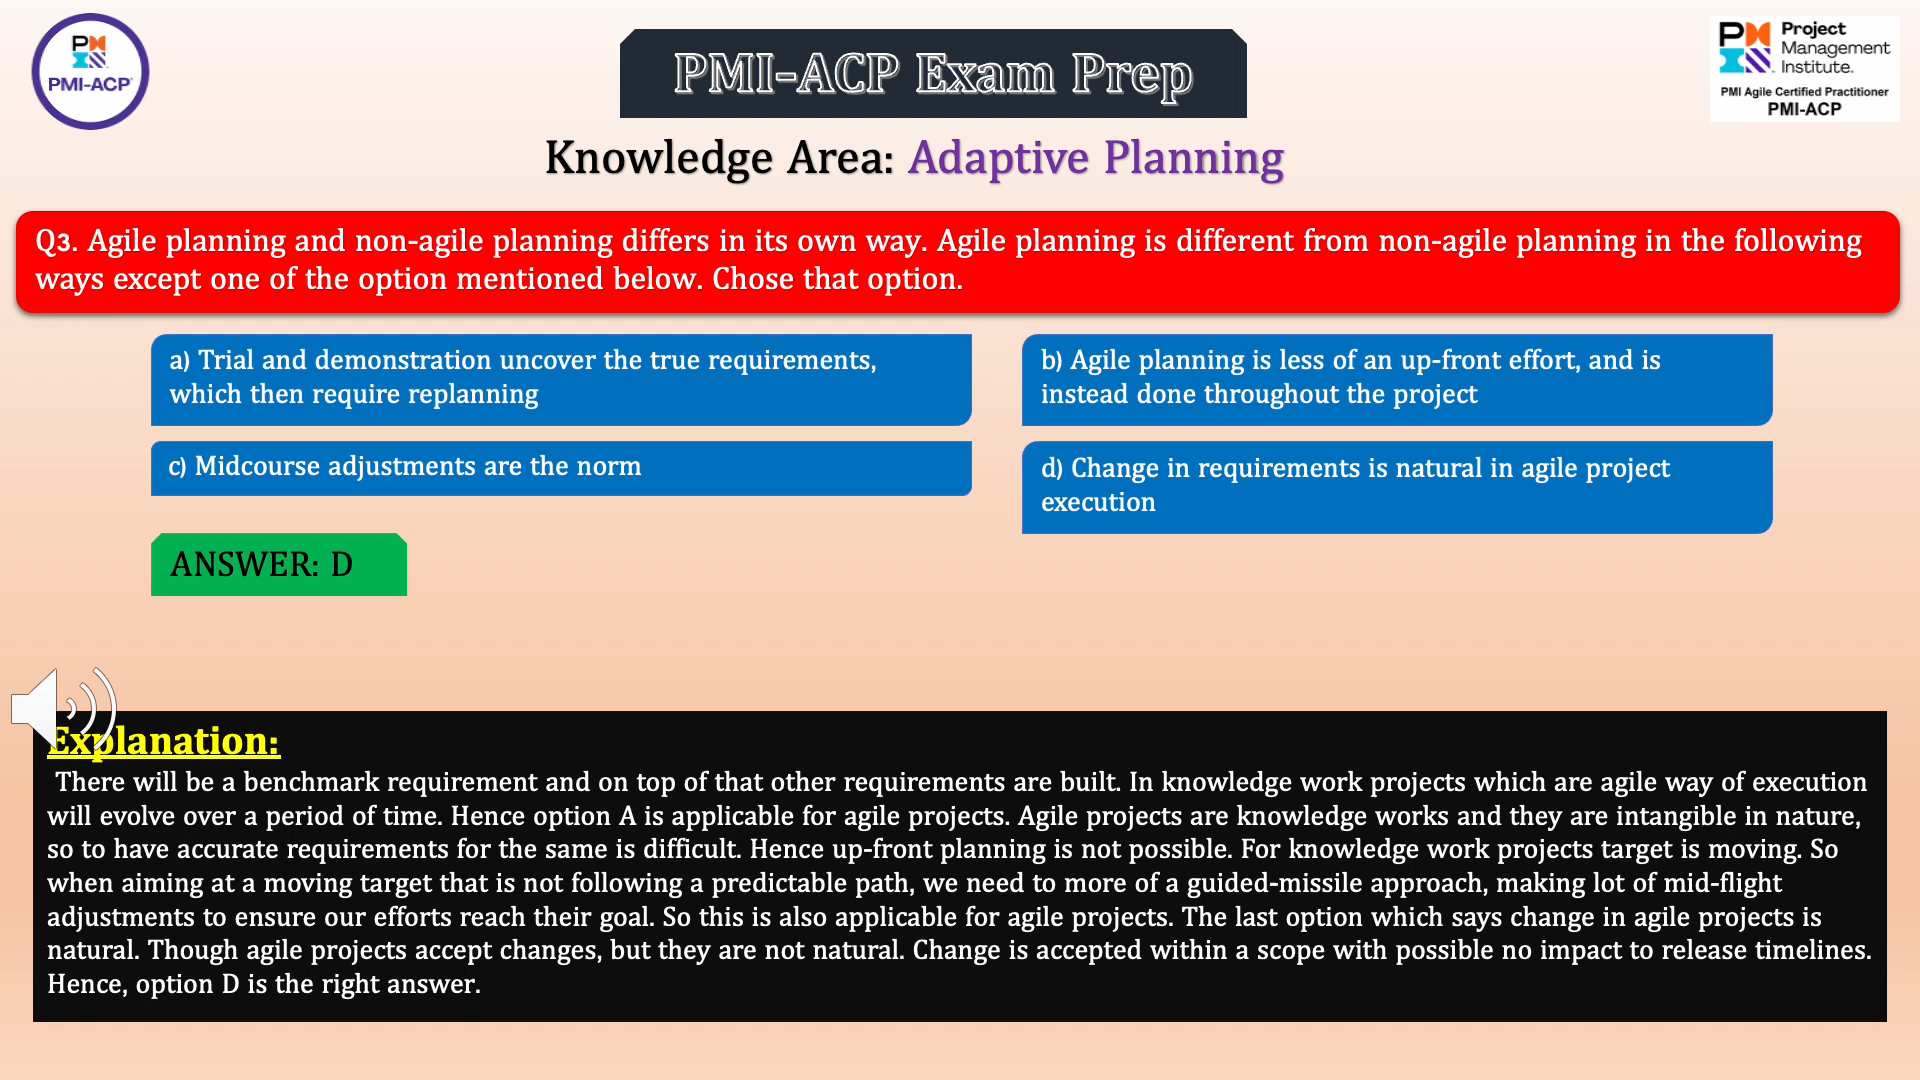 PM
PMI-ACP
PMI-ACP Exam Prep
Project
Management
Institute.
PMI Agile Certified Practitioner
PMI-ACP
Knowledge Area: Adaptive Planning
Q3. Agile planning and non-agile planning differs in its own way. Agile planning is different from non-agile planning in the following
ways except one of the option mentioned below. Chose that option.
a) Trial and demonstration uncover the true requirements,
which then require replanning
b) Agile planning is less of an up-front effort, and is
instead done throughout the project
c) Midcourse adjustments are the norm
d) Change in requirements is natural in agile project
execution
ANSWER: D
Explanation:
There will be a benchmark requirement and on top of that other requirements are built. In knowledge work projects which are agile way of execution
will evolve over a period of time. Hence option A is applicable for agile projects. Agile projects are knowledge works and they are intangible in nature,
so to have accurate requirements for the same is difficult. Hence up-front planning is not possible. For knowledge work projects target is moving. So
when aiming at a moving target that is not following a predictable path, we need to more of a guided-missile approach, making lot of mid-flight
adjustments to ensure our efforts reach their goal. So this is also applicable for agile projects. The last option which says change in agile projects is
natural. Though agile projects accept changes, but they are not natural. Change is accepted within a scope with possible no impact to release timelines.
Hence, option D is the right answer.